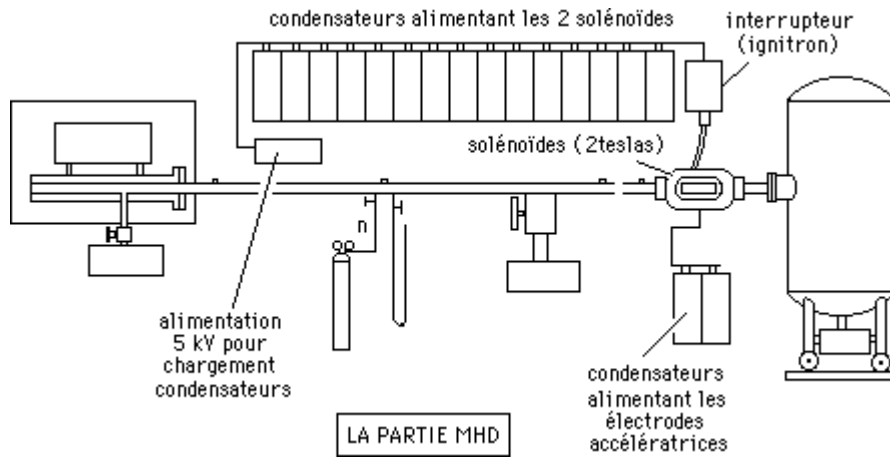 condensateurs alimentant les 2 solénoïdes
interrupteur
(ignitron)
solénoïdes (2teslas)
n
alimentation
5 kV pour
chargement
condensateurs
condensateurs
alimentant les
électrodes
accélératrices
LA PARTIE MHD